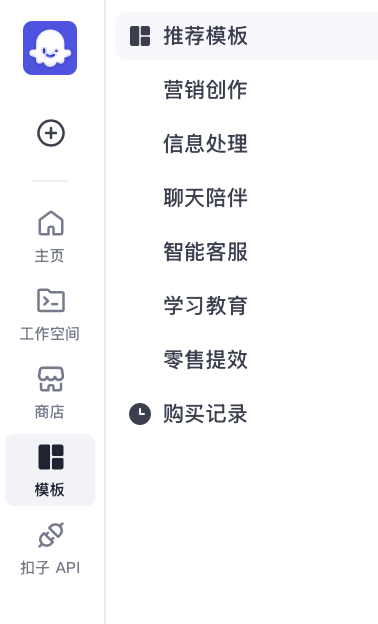 主页
工作空间
商店
模板
扣子 API
推荐模板
营销创作
信息处理
聊天陪伴
智能客服
学习教育
零售提效
购买记录